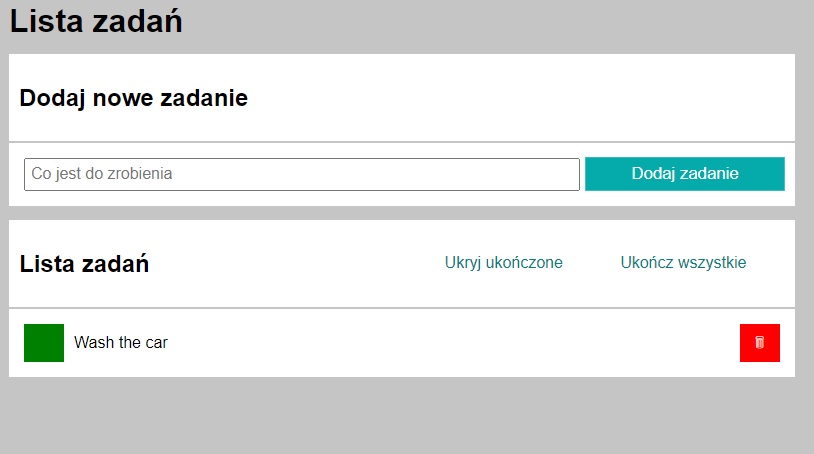 Lista zadań
Dodaj nowe zadanie
Co jest do zrobienia Dodaj zadanie
Lista zadań Ukryj ukończone Ukończ wszystkie
Wash the car